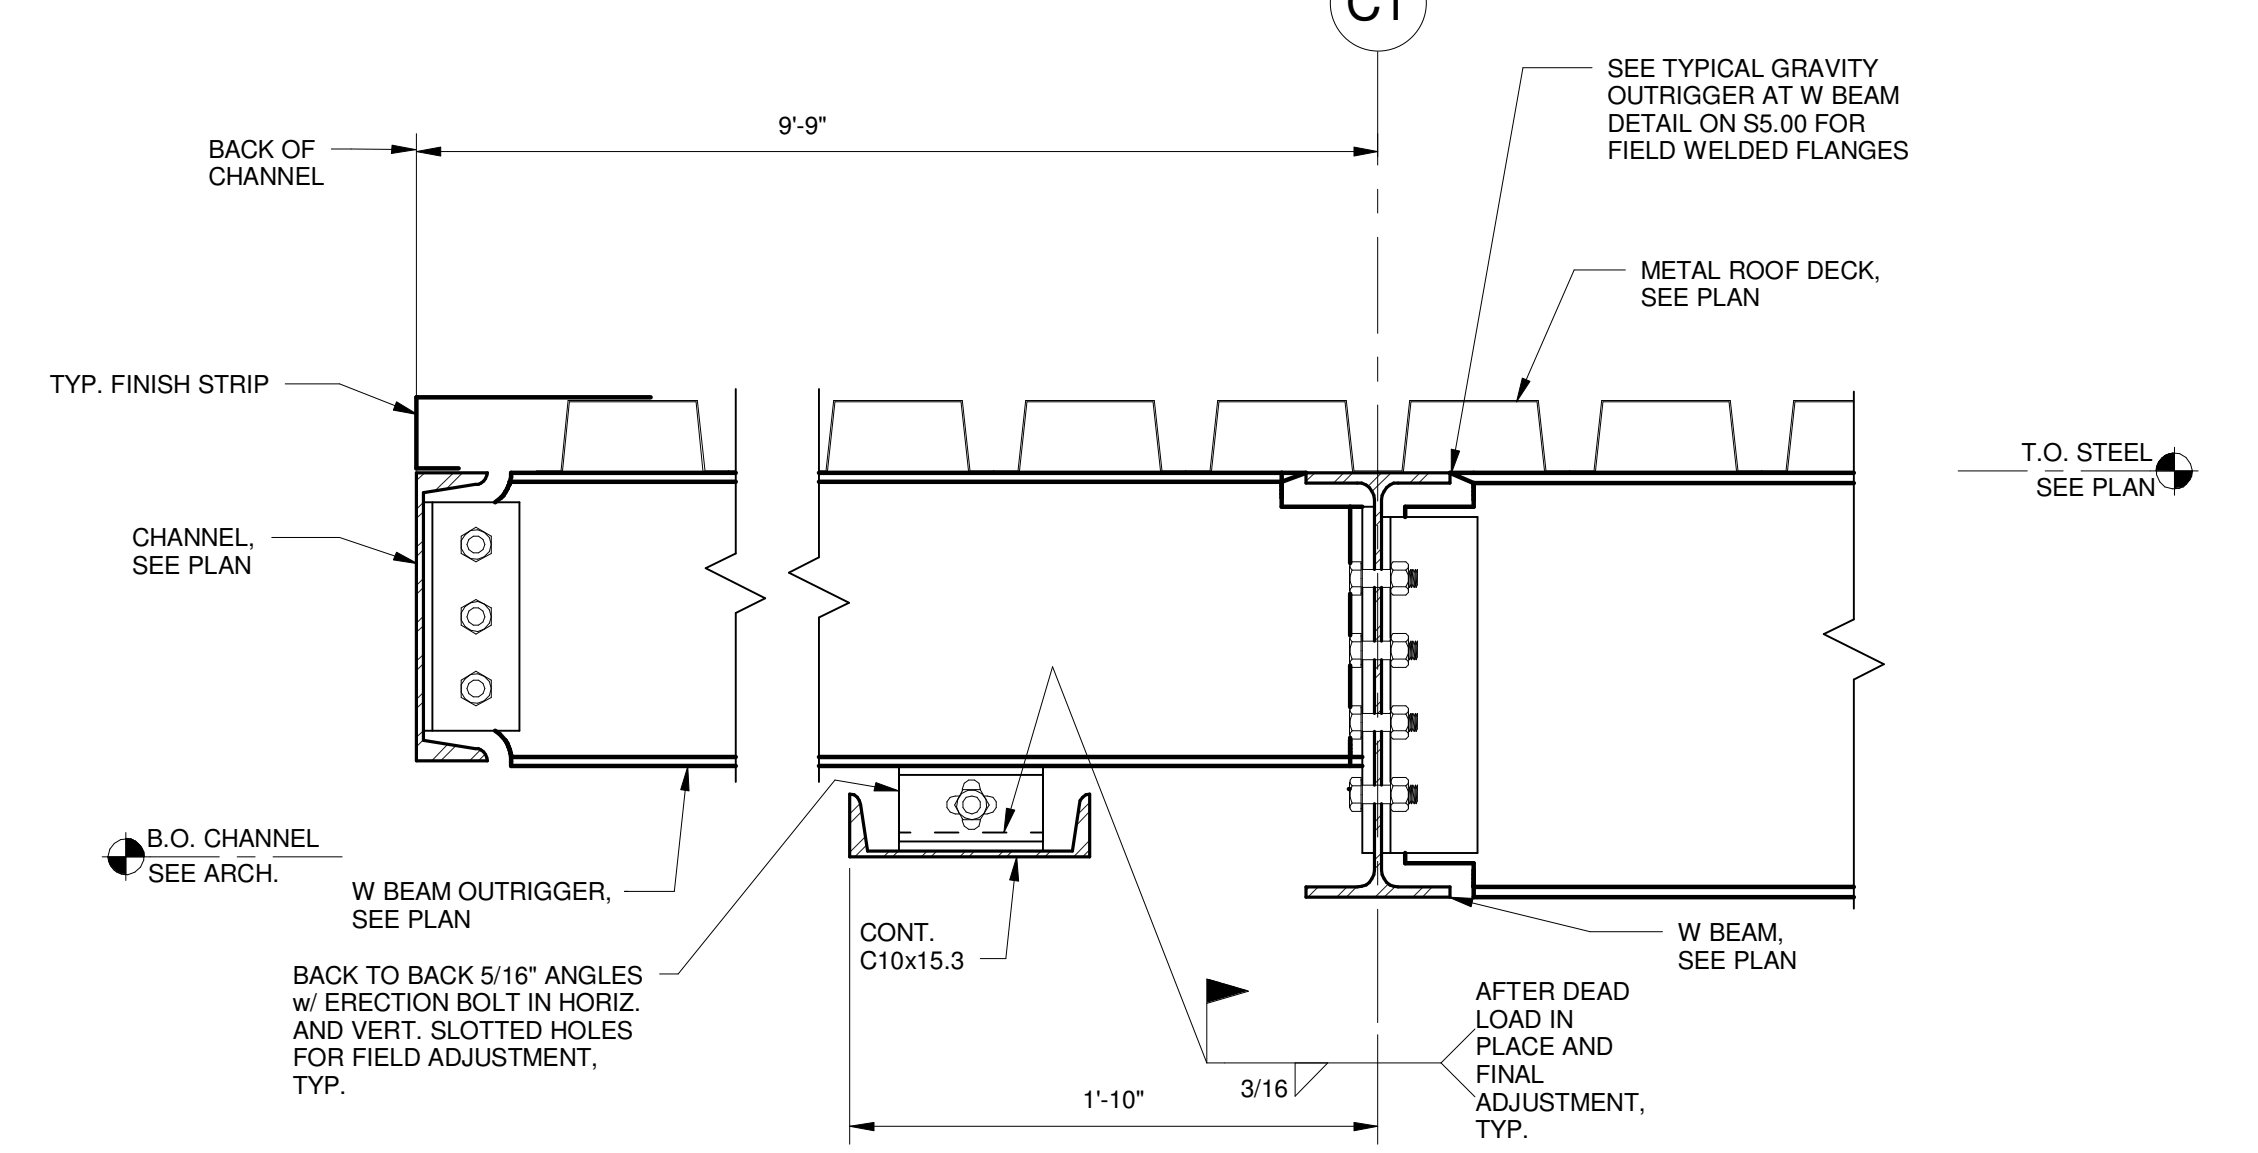 C1
SEE TYPICAL GRAVITY
OUTRIGGER AT W BEAM
DETAIL ON S5.00 FOR
FIELD WELDED FLANGES
9'-9"
BACK OF
CHANNEL
METAL ROOF DECK,
SEE PLAN
TYP. FINISH STRIP
T.O. STEEL
SEE PLAN
CHANNEL,
SEE PLAN
B.O. CHANNEL
SEE ARCH.
W BEAM OUTRIGGER,
SEE PLAN
CONT.
C10x15.3
W BEAM,
SEE PLAN
BACK TO BACK 5/16" ANGLES
w/ ERECTION BOLT IN HORIZ.
AND VERT. SLOTTED HOLES
FOR FIELD ADJUSTMENT,
TYP.
AFTER DEAD
LOAD IN
PLACE AND
FINAL
ADJUSTMENT,
TYP.
3/16
1'-10"